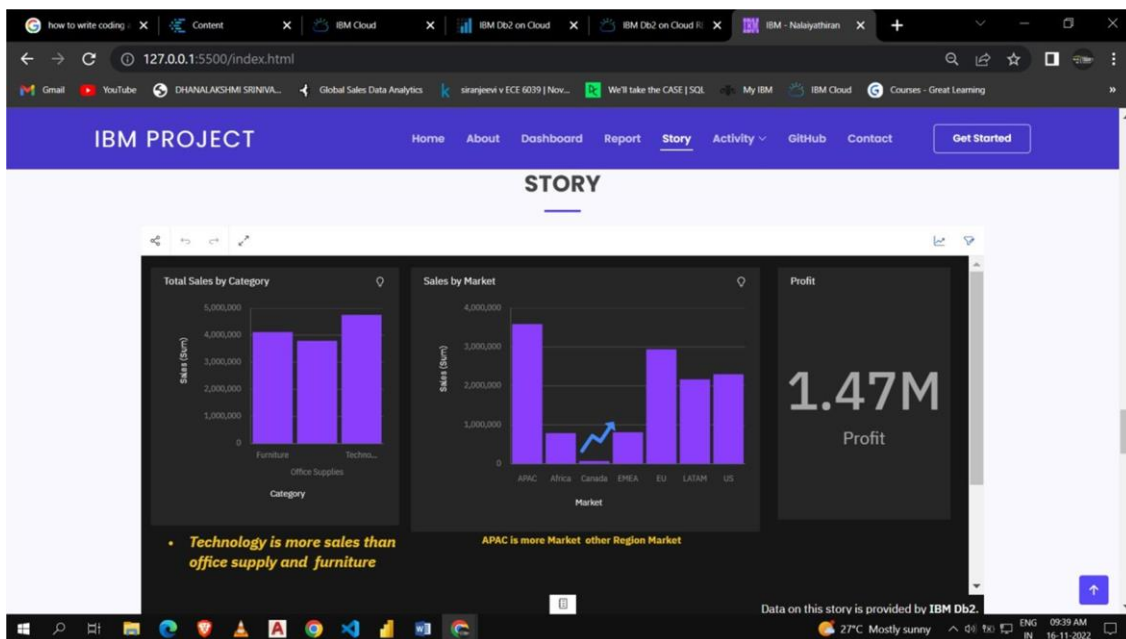 how to write coding
Content
IBM Cloud
IBM Db2 on Cloud
IBM Db2 on Cloud
IBM - Nalaiyathiran
127.0.0.1:5500/index.html
Gmail
YouTube
DHANALAKSHMI SRINIVA...
Global Sales Data Analytics
siranjeevi v ECE 6039 | Nov...
We'll take the CASE | SQL
My IBM
IBM Cloud
Courses - Great Learning
»
IBM PROJECT
Home About Dashboard Report Story Activity GitHub Contact Get Started
STORY
Total Sales by Category
5,000,000
4,000,000
3,000,000
2,000,000
1,000,000
0
Sales (Sum)
Furniture
Office Supplies
Techno...
Category
Sales by Market
4,000,000
3,000,000
2,000,000
1,000,000
0
Sales (Sum)
APAC Africa Canada EMEA EU LATAM US
Market
Profit
1.47M
Profit
• Technology is more sales than
office supply and furniture
APAC is more Market other Region Market
Data on this story is provided by IBM Db2.
27°C Mostly sunny
ENG
IN
09:39 AM
16-11-2022